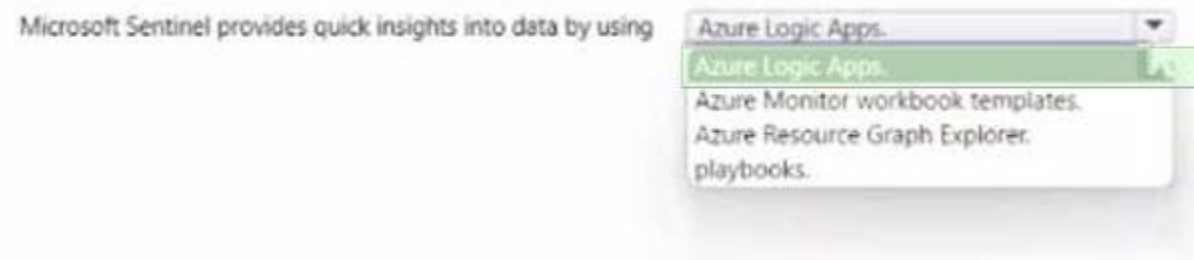 Microsoft Sentinel provides quick insights into data by using Azure Logic Apps.
Azure Logic Apps.
Azure Monitor workbook templates.
Azure Resource Graph Explorer.
playbooks.